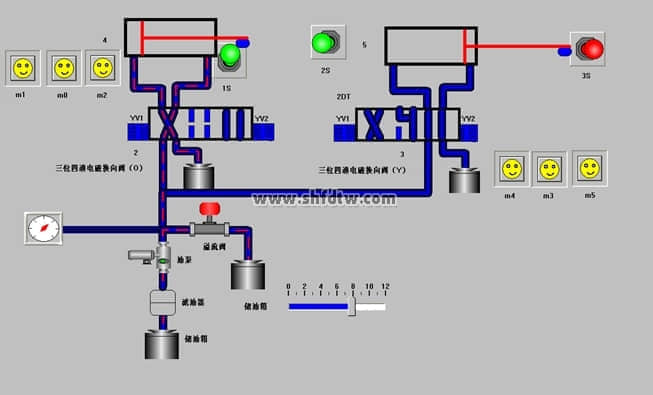 4
5
1S
2S
3S
m1
m0
m2
2DT
YV1
YV2
YV1
YV2
2
3
三位四通电磁换向阀 (O)
三位四通电磁换向阀 (Y)
m4
m3
m5
www.shfdtw.com
溢流阀
油泵
滤油器
储油箱
储油箱
0 2 4 6 8 10 12